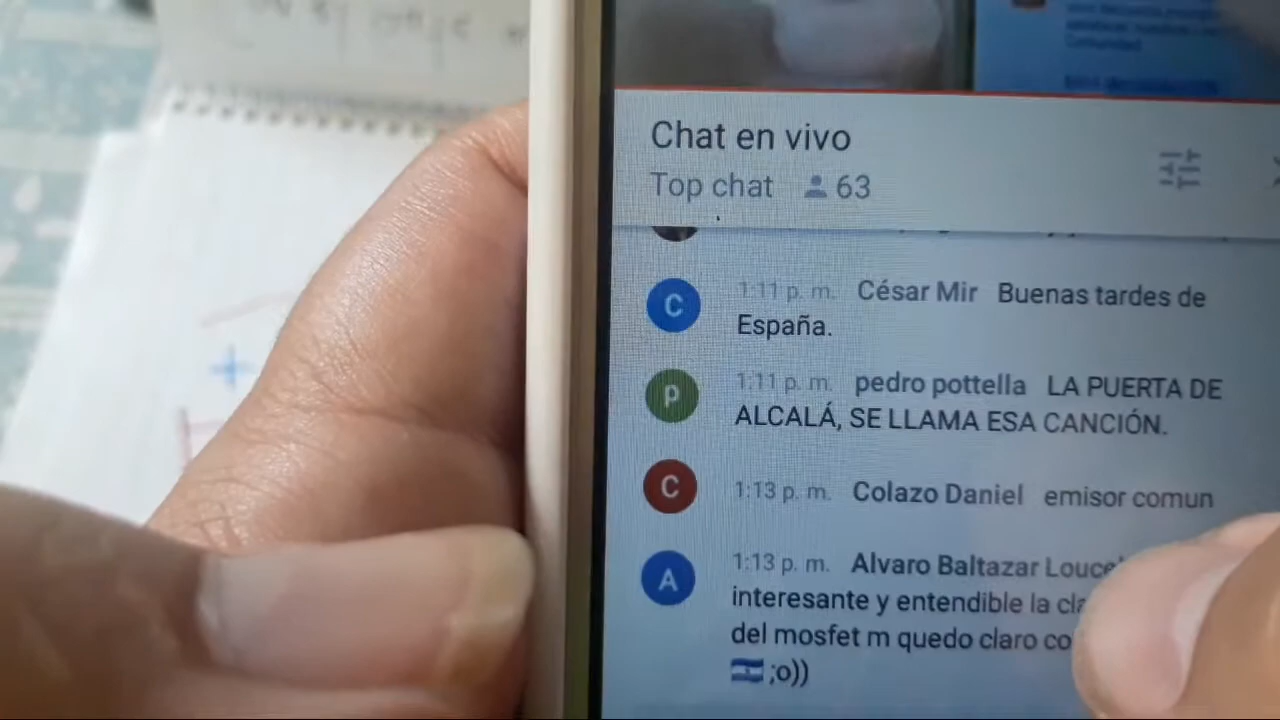 Chat en vivo
Top chat 63
C 1:11 p. m. César Mir Buenas tardes de
España.
p 1:11 p. m. pedro pottella LA PUERTA DE
ALCALÁ, SE LLAMA ESA CANCIÓN.
C 1:13 p. m. Colazo Daniel emisor comun
A 1:13 p. m. Alvaro Baltazar
interesante y entendible la
del mosfet m quedo claro
;o))